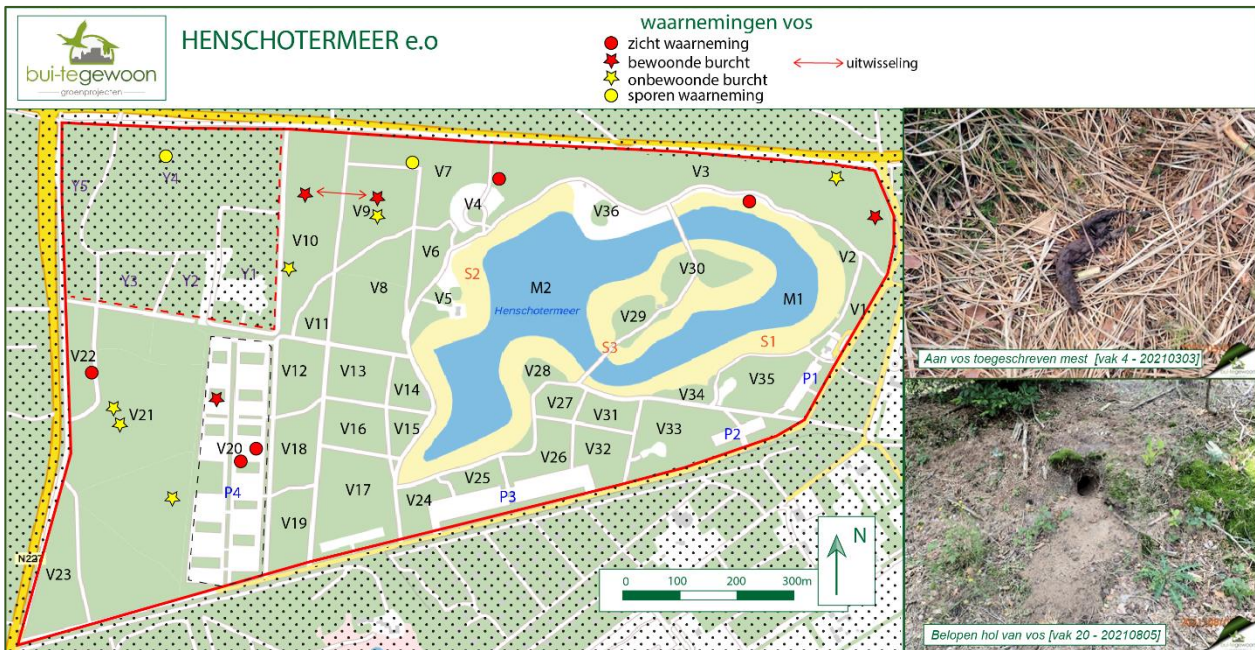 bui-tegewoon
groenprojecten
HENSCHOTERMEER e.o
waarnemingen vos
zicht waarneming
bewoonde burcht
uitwisseling
onbewoonde burcht
sporen waarneming
Y5
Y4
Y3
Y2
Y1
V10
V9
V7
V4
V3
V36
V2
V6
V8
V5
S2
M2
Henschotermeer
V30
V29
M1
V1
V11
S3
S1
V22
V12
V13
V14
V28
V35
P1
V21
V27
V34
V31
V16
V15
V20
V18
V33
P2
V26
V32
V25
V17
V24
P3
P4
V19
V23
N227
N
0 100 200 300m
Aan vos toegeschreven mest [vak 4 - 20210303]
Belopen hol van vos [vak 20 - 20210805]